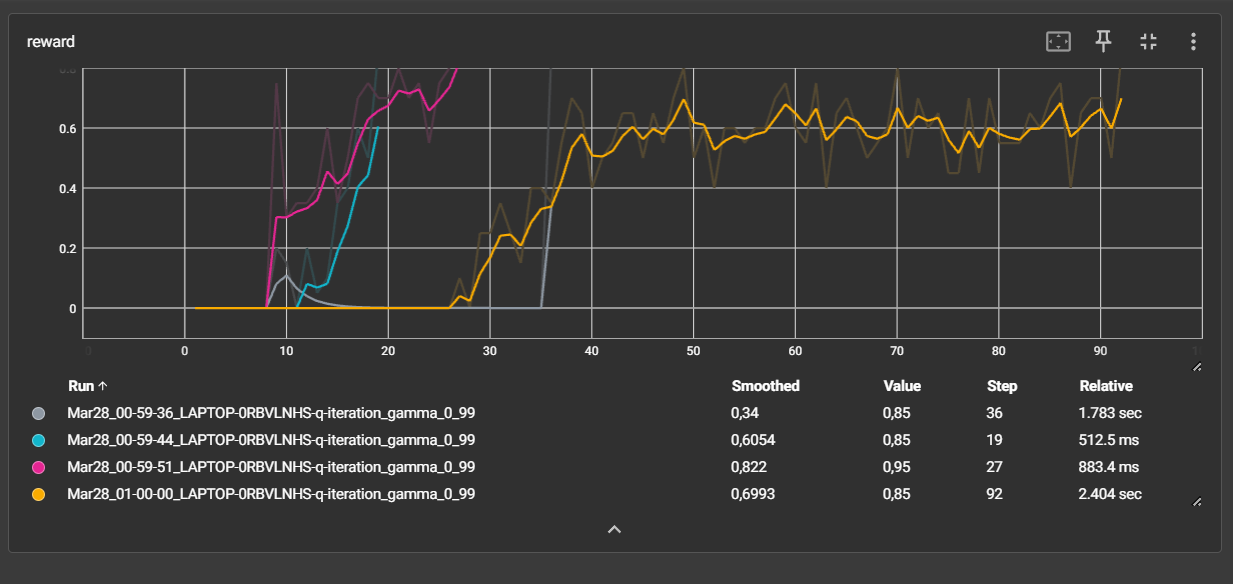 reward
0.8
0.6
0.4
0.2
0
0 10 20 30 40 50 60 70 80 90
Run ↑ Smoothed Value Step Relative
Mar28_00-59-36_LAPTOP-0RBVLNHS-q-iteration_gamma_0_99 0,34 0,85 36 1.783 sec
Mar28_00-59-44_LAPTOP-0RBVLNHS-q-iteration_gamma_0_99 0,6054 0,85 19 512.5 ms
Mar28_00-59-51_LAPTOP-0RBVLNHS-q-iteration_gamma_0_99 0,822 0,95 27 883.4 ms
Mar28_01-00-00_LAPTOP-0RBVLNHS-q-iteration_gamma_0_99 0,6993 0,85 92 2.404 sec